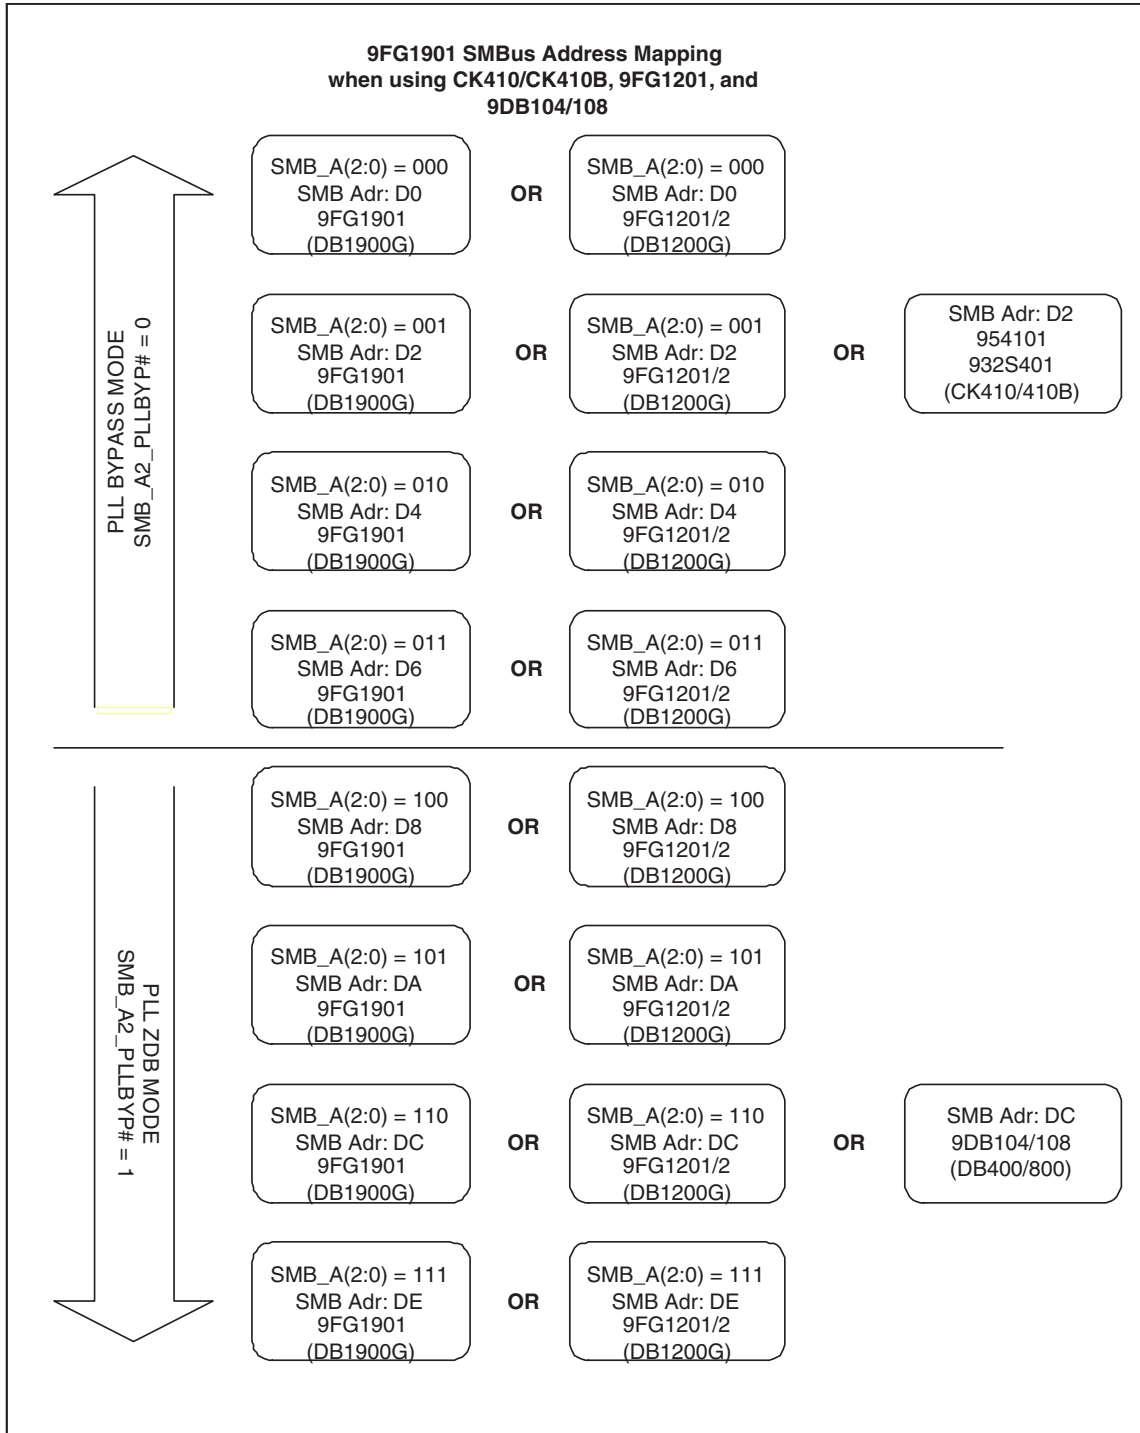 9FG1901 SMBus Address Mapping
when using CK410/CK410B, 9FG1201, and
9DB104/108
PLL BYPASS MODE
SMB_A2_PLLBYP# = 0
SMB_A(2:0) = 000
SMB Adr: D0
9FG1901
(DB1900G)
OR
SMB_A(2:0) = 000
SMB Adr: D0
9FG1201/2
(DB1200G)
SMB_A(2:0) = 001
SMB Adr: D2
9FG1901
(DB1900G)
OR
SMB_A(2:0) = 001
SMB Adr: D2
9FG1201/2
(DB1200G)
OR
SMB Adr: D2
954101
932S401
(CK410/410B)
SMB_A(2:0) = 010
SMB Adr: D4
9FG1901
(DB1900G)
OR
SMB_A(2:0) = 010
SMB Adr: D4
9FG1201/2
(DB1200G)
SMB_A(2:0) = 011
SMB Adr: D6
9FG1901
(DB1900G)
OR
SMB_A(2:0) = 011
SMB Adr: D6
9FG1201/2
(DB1200G)
PLL ZDB MODE
SMB_A2_PLLBYP# = 1
SMB_A(2:0) = 100
SMB Adr: D8
9FG1901
(DB1900G)
OR
SMB_A(2:0) = 100
SMB Adr: D8
9FG1201/2
(DB1200G)
SMB_A(2:0) = 101
SMB Adr: DA
9FG1901
(DB1900G)
OR
SMB_A(2:0) = 101
SMB Adr: DA
9FG1201/2
(DB1200G)
SMB_A(2:0) = 110
SMB Adr: DC
9FG1901
(DB1900G)
OR
SMB_A(2:0) = 110
SMB Adr: DC
9FG1201/2
(DB1200G)
OR
SMB Adr: DC
9DB104/108
(DB400/800)
SMB_A(2:0) = 111
SMB Adr: DE
9FG1901
(DB1900G)
OR
SMB_A(2:0) = 111
SMB Adr: DE
9FG1201/2
(DB1200G)